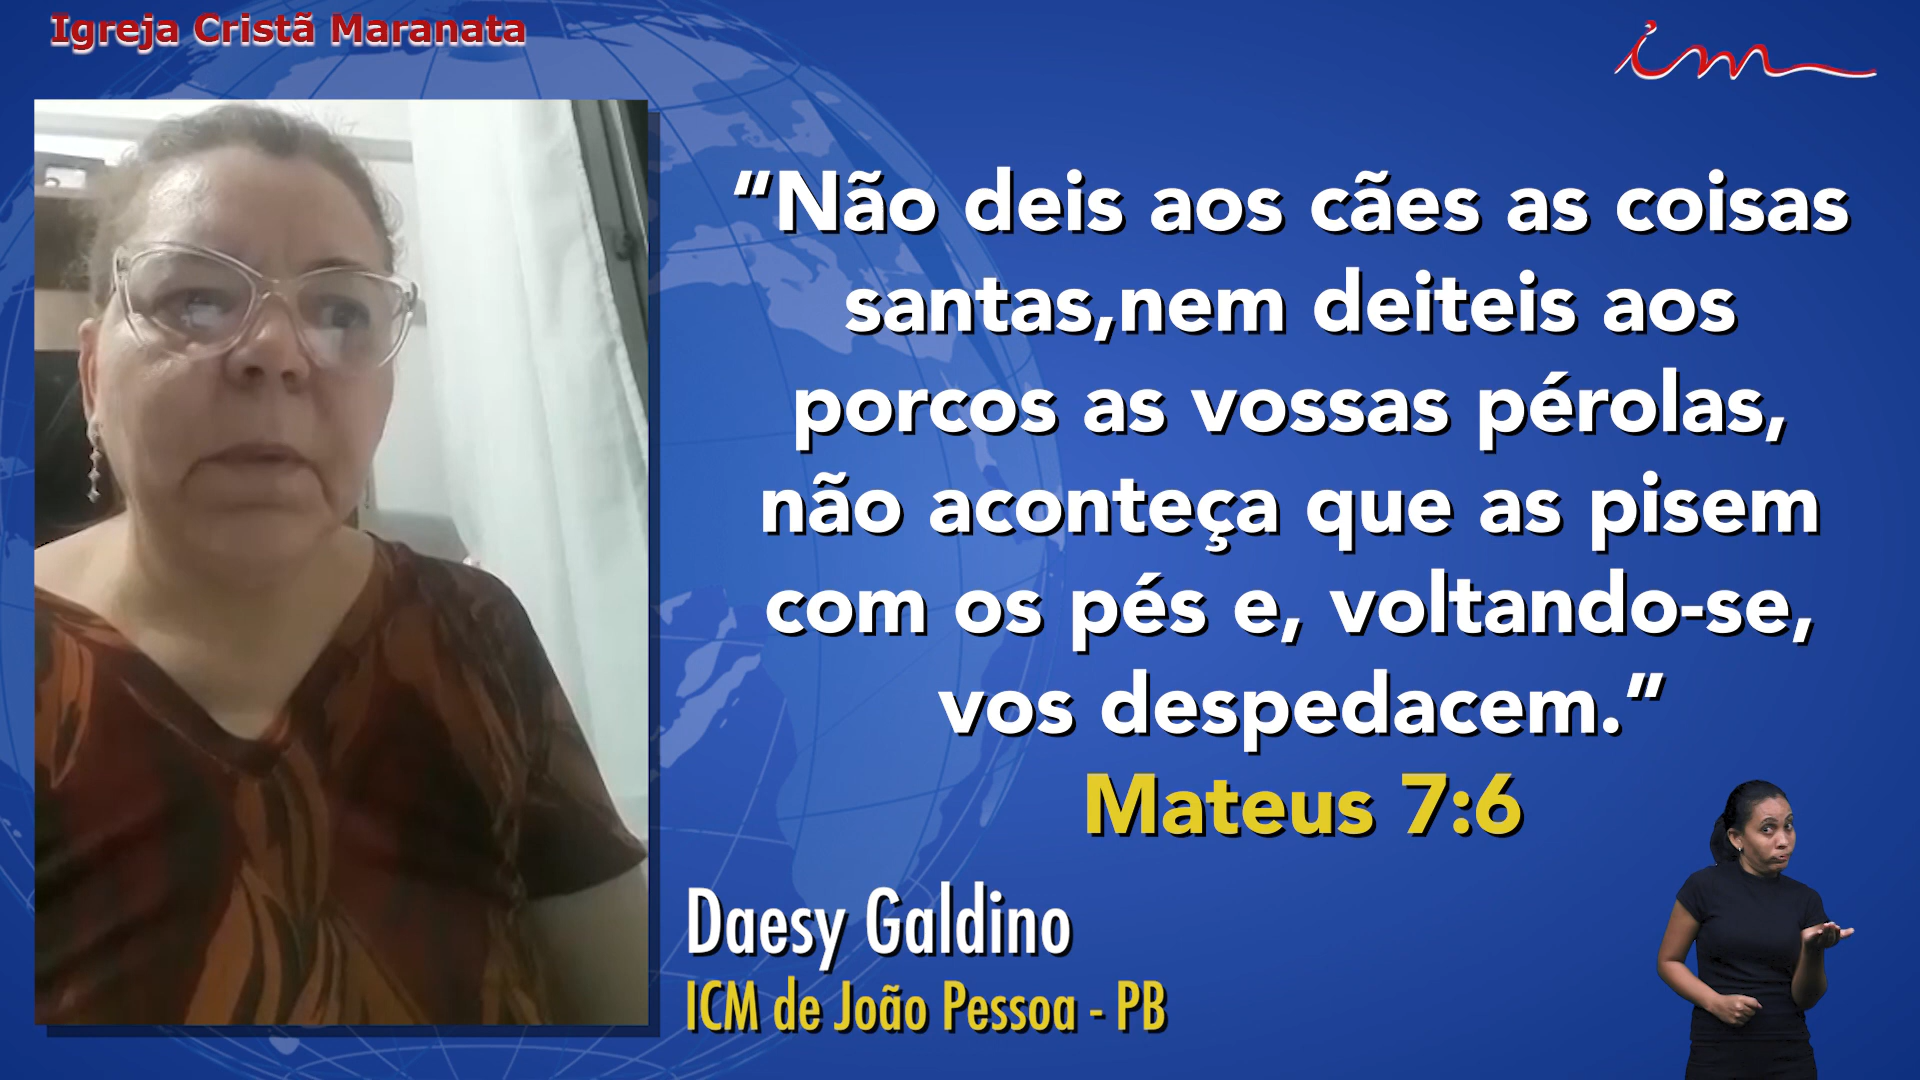 Igreja Cristã Maranata
im
“Não deis aos cães as coisas
santas,nem deiteis aos
porcos as vossas pérolas,
não aconteça que as pisem
com os pés e, voltando-se,
vos despedacem.”
Mateus 7:6
Daesy Galdino
ICM de João Pessoa - PB